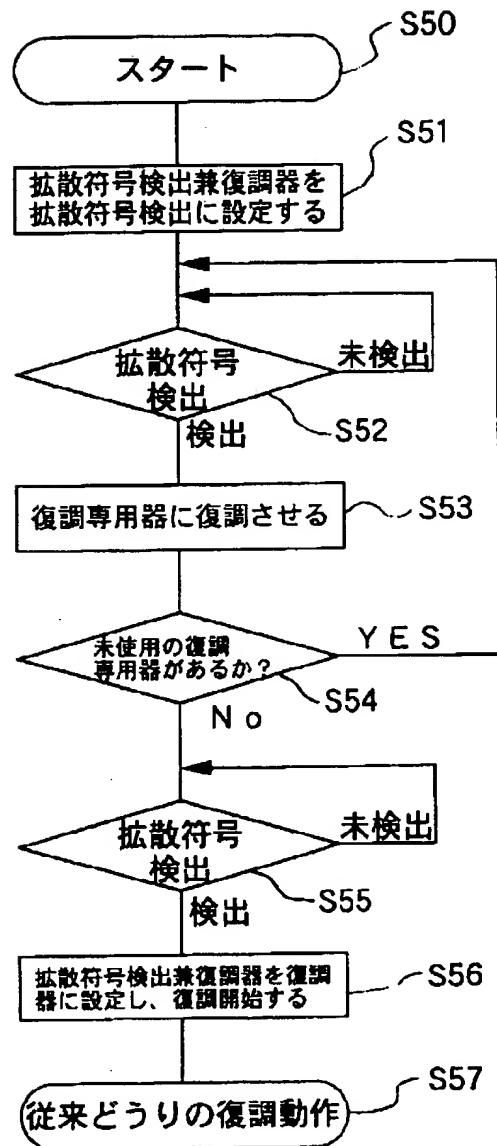 S50
スタート
S51
拡散符号検出兼復調器を
拡散符号検出に設定する
拡散符号
検出
未検出
検出
S52
復調専用器に復調させる
S53
未使用の復調
専用器があるか?
YES
S54
No
拡散符号
検出
未検出
検出
S55
拡散符号検出兼復調器を復調
器に設定し、復調開始する
S56
S57
従来どうりの復調動作